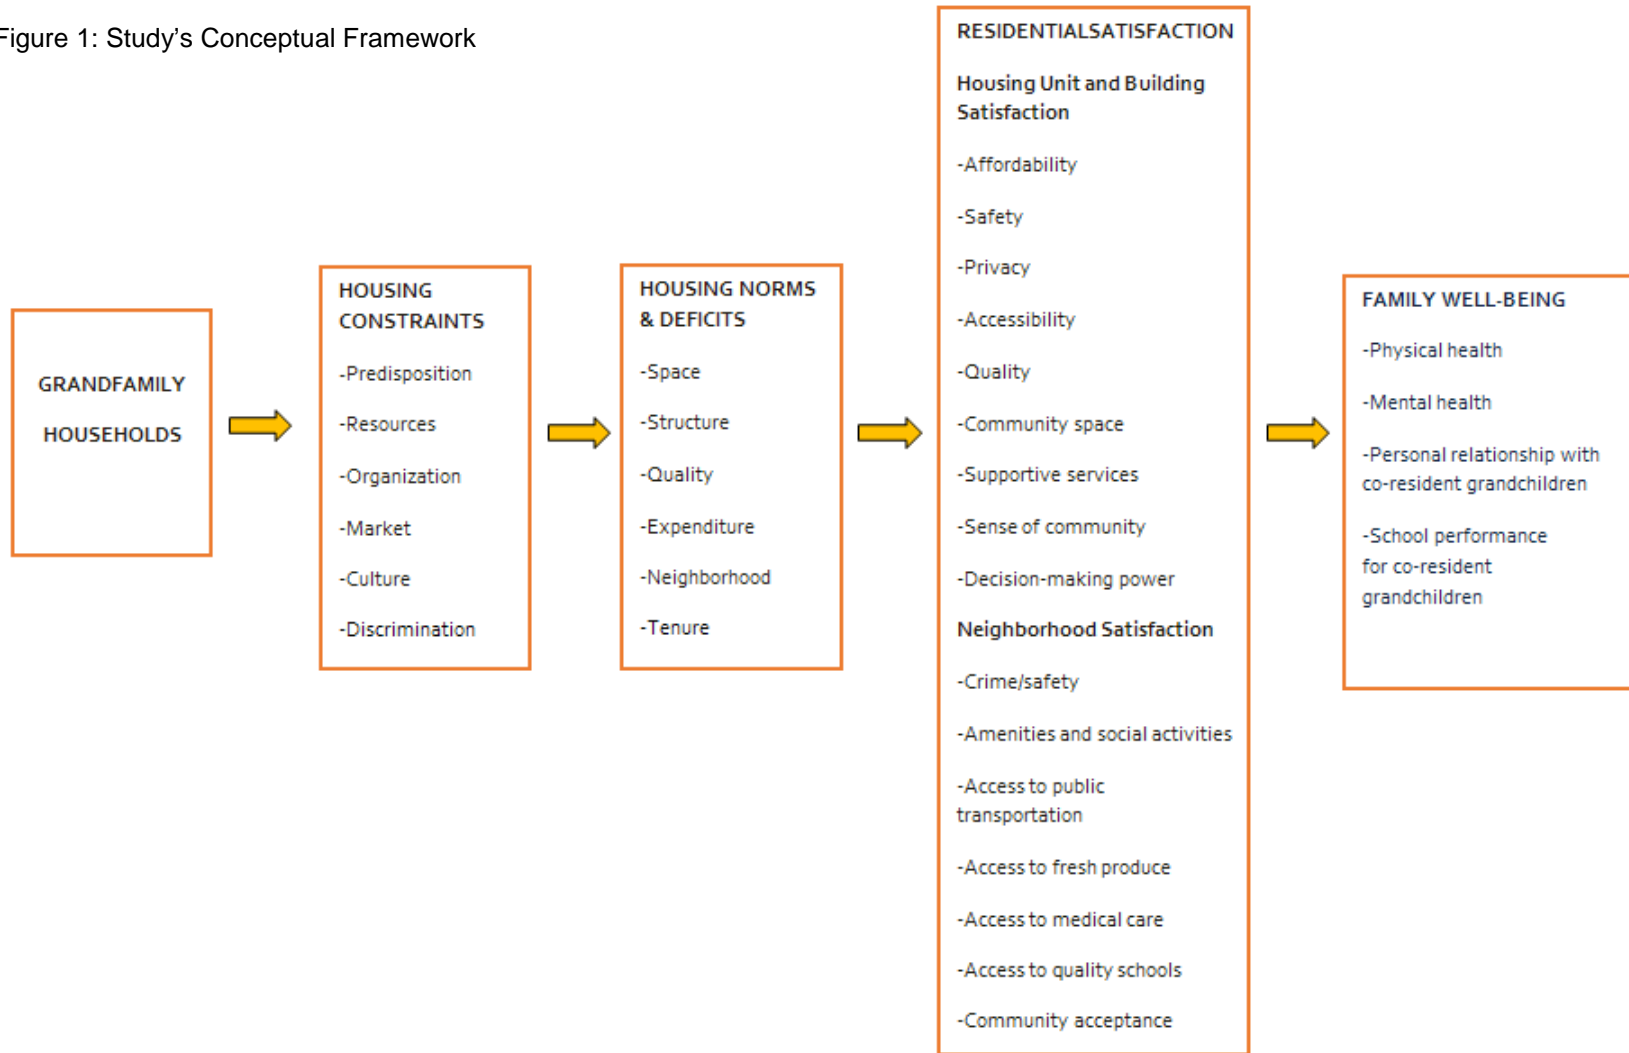 Figure 1: Study's Conceptual Framework
GRANDFAMILY
HOUSEHOLDS
HOUSING
CONSTRAINTS
-Predisposition
-Resources
-Organization
-Market
-Culture
-Discrimination
HOUSING NORMS
& DEFICITS
-Space
-Structure
-Quality
-Expenditure
-Neighborhood
-Tenure
RESIDENTIALSATISFACTION
Housing Unit and Building
Satisfaction
-Affordability
-Safety
-Privacy
-Accessibility
-Quality
-Community space
-Supportive services
-Sense of community
-Decision-making power
Neighborhood Satisfaction
-Crime/safety
-Amenities and social activities
-Access to public
transportation
-Access to fresh produce
-Access to medical care
-Access to quality schools
-Community acceptance
FAMILY WELL-BEING
-Physical health
-Mental health
-Personal relationship with
co-resident grandchildren
-School performance
for co-resident
grandchildren